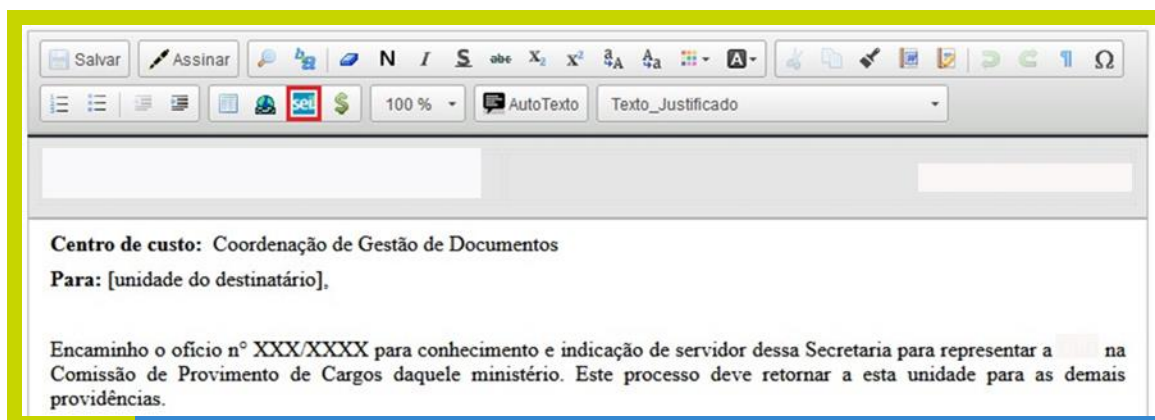 Salvar Assinar b a N I S abc X₂ X² a A A a A ¶ Ω
sei! $ 100 % AutoTexto Texto_Justificado
Centro de custo: Coordenação de Gestão de Documentos
Para: [unidade do destinatário],
Encaminho o ofício n° XXX/XXXX para conhecimento e indicação de servidor dessa Secretaria para representar a na
Comissão de Provimento de Cargos daquele ministério. Este processo deve retornar a esta unidade para as demais
providências.